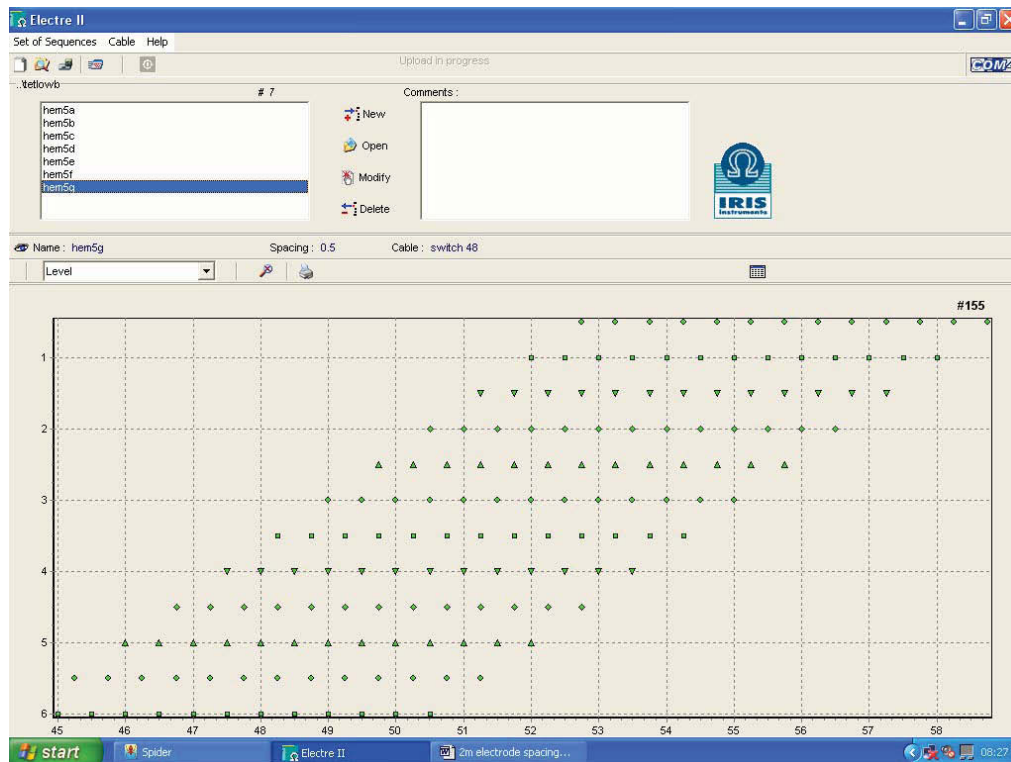 Electre II
Set of Sequences Cable Help
Upload in progress
COM2
..\tetlowb
# 7
Comments :
hem5a
hem5b
hem5c
hem5d
hem5e
hem5f
hem5g
New
Open
Modify
Delete
IRIS
Instruments
Name : hem5g Spacing : 0.5 Cable : switch 48
Level
#155
1
2
3
4
5
6
45 46 47 48 49 50 51 52 53 54 55 56 57 58
start Spider Electre II 2m electrode spacing... 08:27